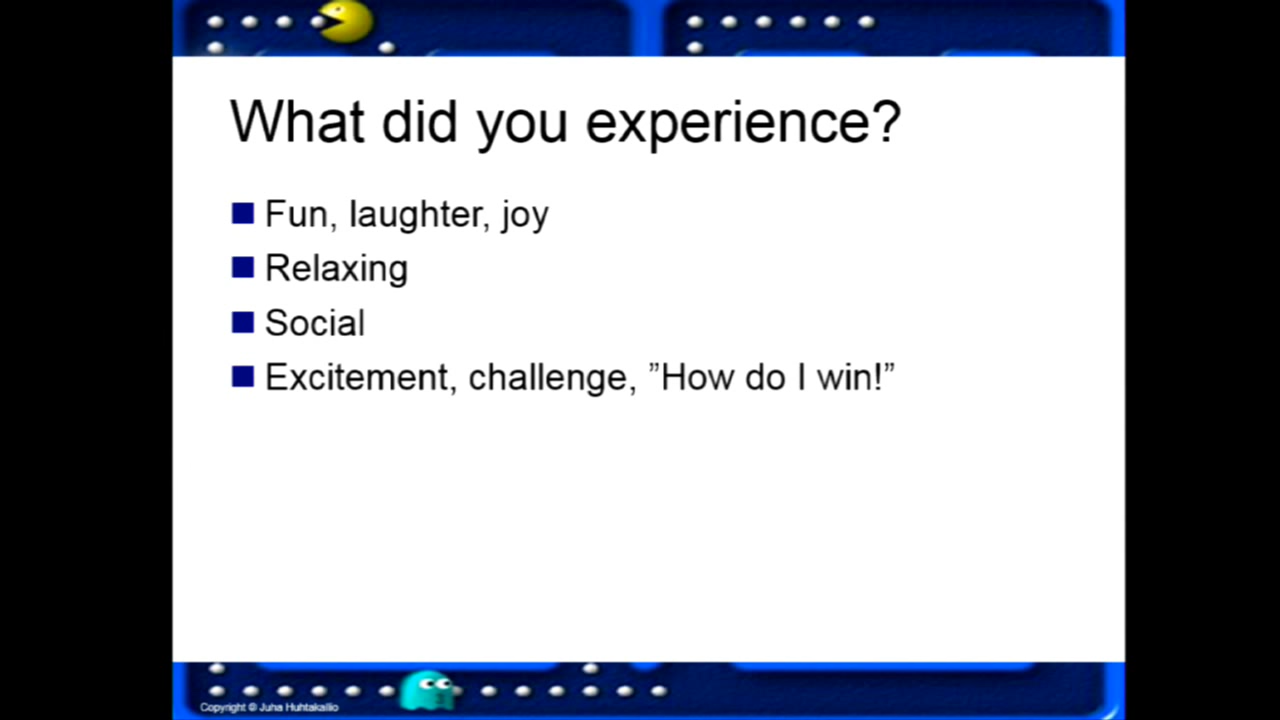 What did you experience?
Fun, laughter, joy
Relaxing
Social
Excitement, challenge, ”How do I win!”
Copyright © Juha Huhtakallio